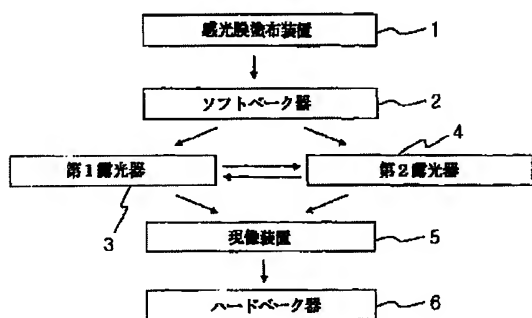 感光膜塗布装置 1
ソフトベーク器 2
4
第1露光器 第2露光器
3
現像装置 5
ハードベーク器 6